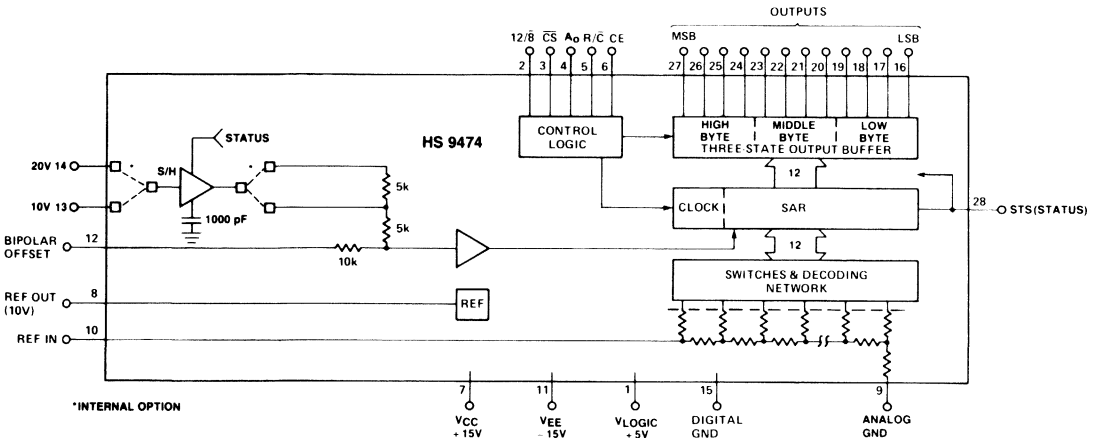 OUTPUTS
12/8̅ C̅S̅ A₀ R/C̅ CE
MSB LSB
2 3 4 5 6
27 26 25 24 23 22 21 20 19 18 17 16
STATUS
HS 9474
CONTROL
LOGIC
HIGH
BYTE
MIDDLE
BYTE
LOW
BYTE
THREE-STATE OUTPUT BUFFER
20V 14
S/H
*
*
12
5k
CLOCK
SAR
28
STS(STATUS)
10V 13
1000 pF
5k
BIPOLAR
OFFSET
12
10k
12
SWITCHES & DECODING
NETWORK
REF OUT
(10V)
8
REF
REF IN
10
7 11 1 15 9
*INTERNAL OPTION
VCC
+ 15V
VEE
- 15V
VLOGIC
+ 5V
DIGITAL
GND
ANALOG
GND